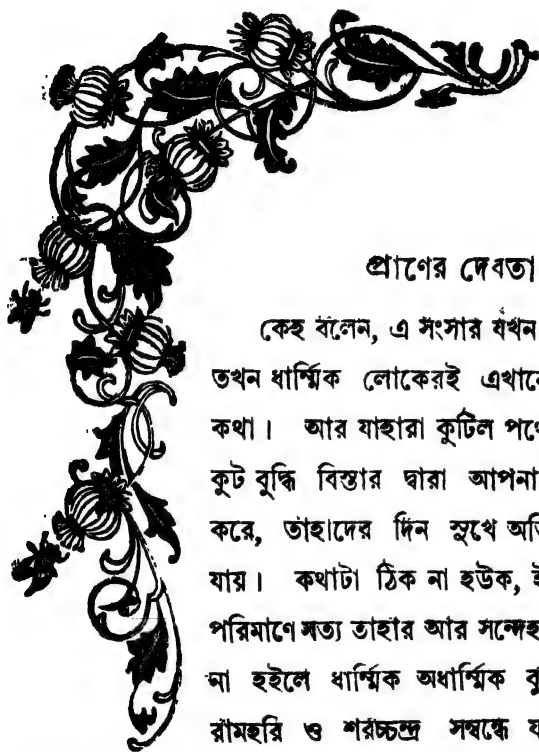 প্রাণের দেবতা
কেহ বলেন, এ সংসার যখন
তখন ধার্ম্মিক লোকেরই এখানে
কথা। আর যাহারা কুটিল পথে
কুট বুদ্ধি বিস্তার দ্বারা আপনা
করে, তাহাদের দিন সুখে অতি
যায়। কথাটা ঠিক না হউক, ই
পরিমাণে সত্য তাহার আর সন্দেহ
না হইলে ধার্ম্মিক অধার্ম্মিক বু
রামহরি ও শরচ্চন্দ্র সম্বন্ধে য